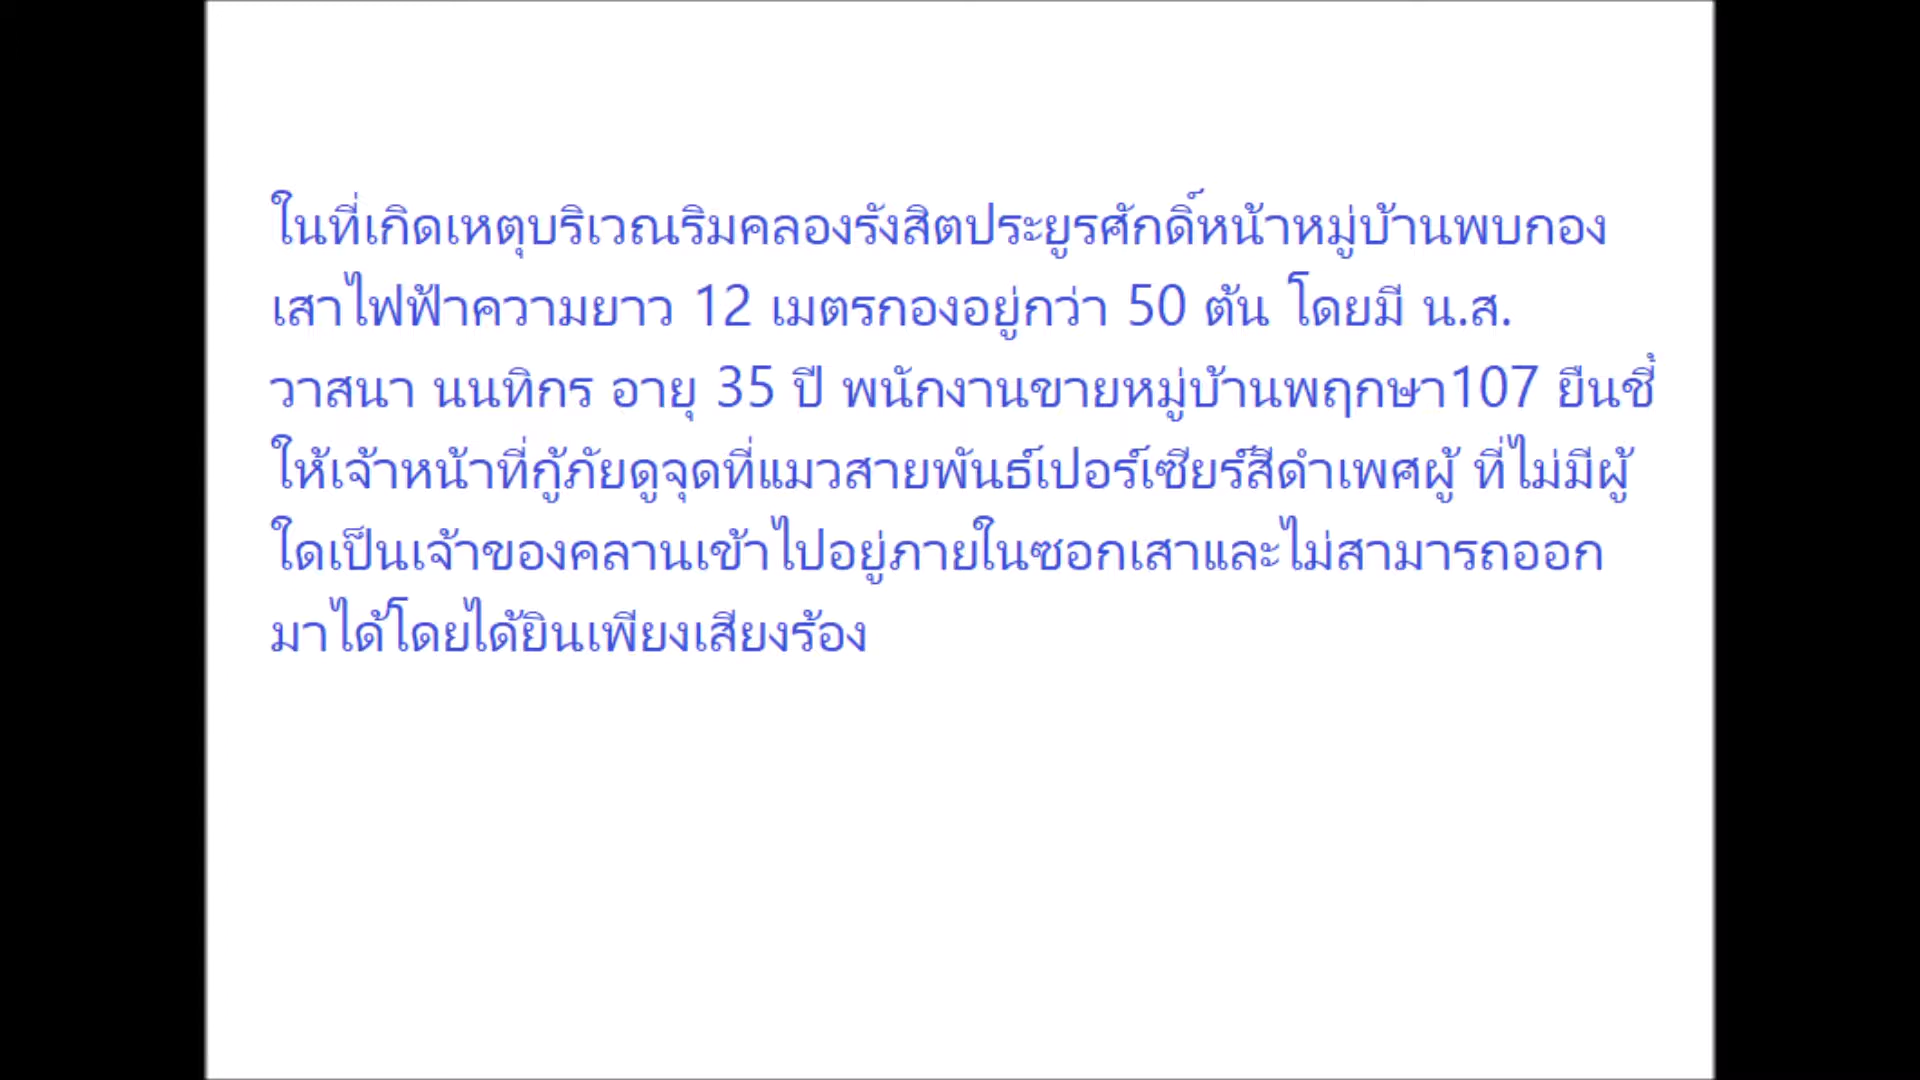 ในที่เกิดเหตุบริเวณริมคลองรังสิตประยูรศักดิ์หน้าหมู่บ้านพบกอง
เสาไฟฟ้าความยาว 12 เมตรกองอยู่กว่า 50 ตัน โดยมี น.ส.
วาสนา นนทิกร อายุ 35 ปี พนักงานขายหมู่บ้านพฤกษา107 ยืนชี้
ให้เจ้าหน้าที่กู้ภัยดูจุดที่แมวสายพันธ์เปอร์เซียร์สีดำเพศผู้ ที่ไม่มีผู้
ใดเป็นเจ้าของคลานเข้าไปอยู่ภายในซอกเสาและไม่สามารถออก
มาได้โดยได้ยินเพียงเสียงร้อง